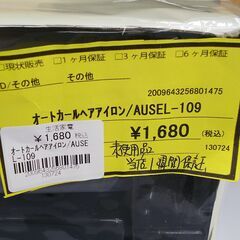 □現状販売 □1ヶ月保証 □3ヶ月保証 □6ヶ月保証
D/その他 その他
2009643256801475
オートカールヘアアイロン/AUSEL-109
¥1,680(税込)
130724
未使用品
当店1週間保証
生活家電
¥1,680(税込)
オートカールヘアアイロン/AUSE
L-109
2009643256801475
130724